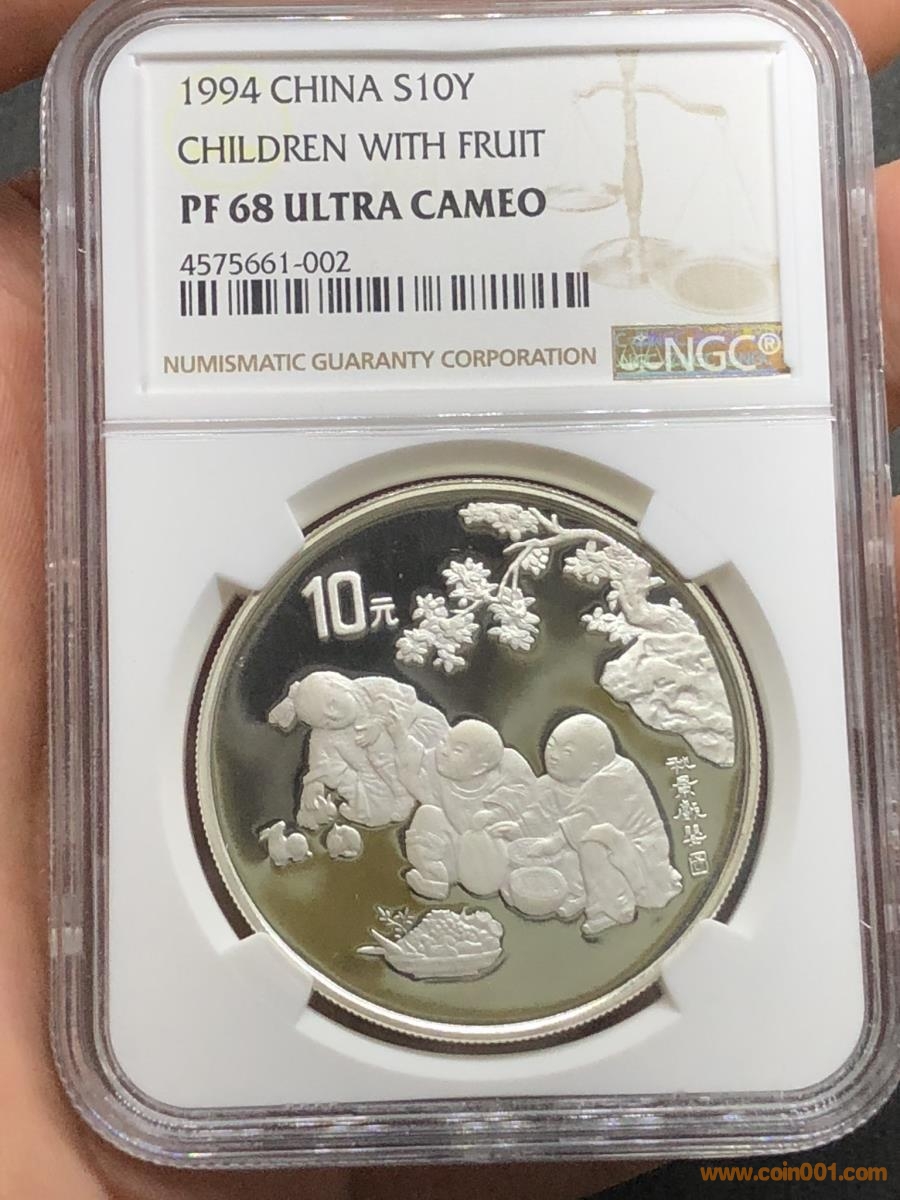 1994 CHINA S10Y
CHILDREN WITH FRUIT
PF 68 ULTRA CAMEO
4575661-002
NUMISMATIC GUARANTY CORPORATION
NGC®
10元
www.coin001.com